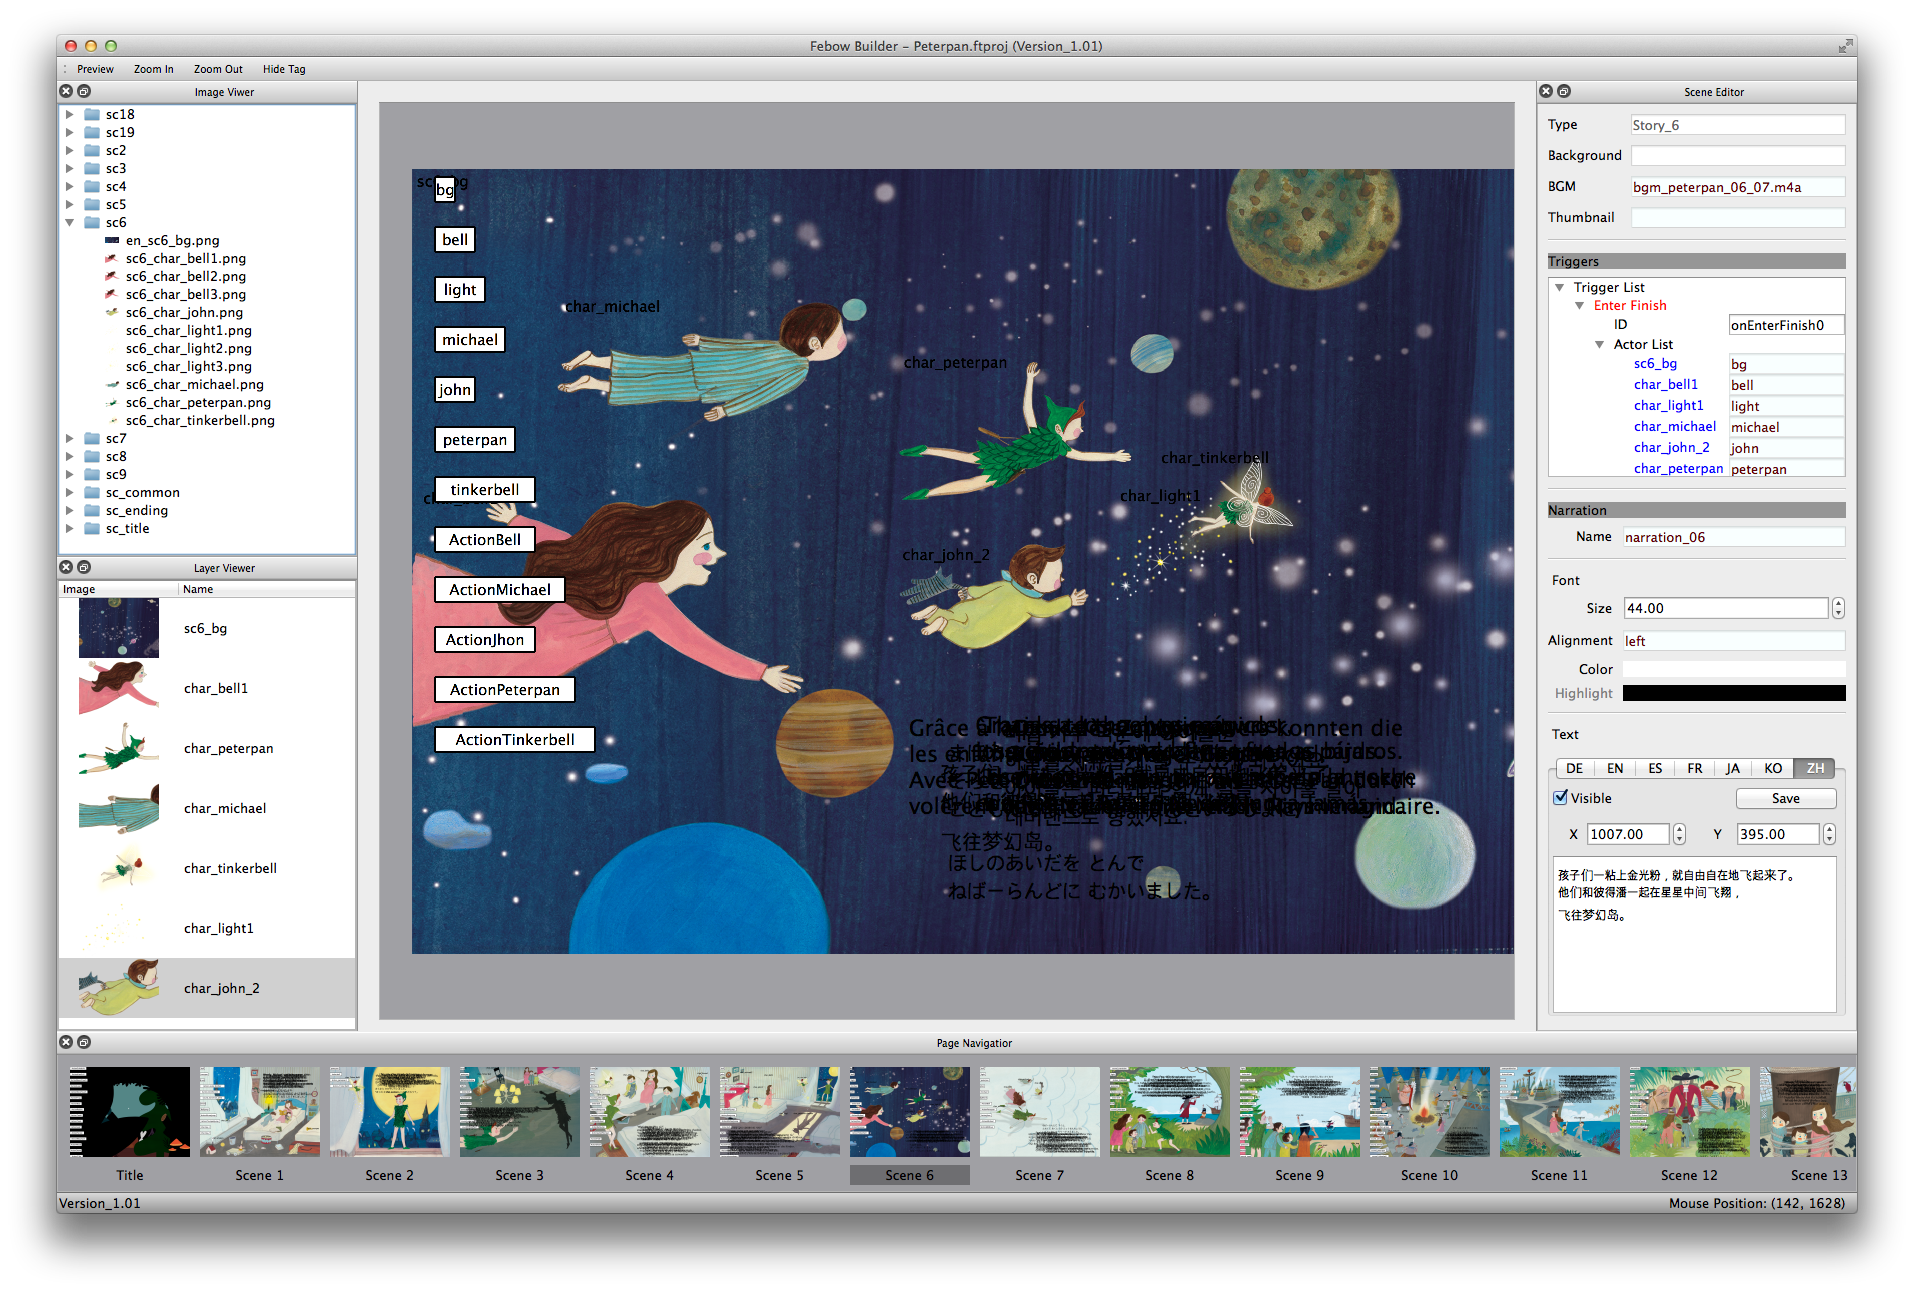 Febow Builder – Peterpan.ftproj (Version_1.01)
Preview Zoom In Zoom Out Hide Tag
Image Viwer
sc18
sc19
sc2
sc3
sc4
sc5
sc6
en_sc6_bg.png
sc6_char_bell1.png
sc6_char_bell2.png
sc6_char_bell3.png
sc6_char_john.png
sc6_char_light1.png
sc6_char_light2.png
sc6_char_light3.png
sc6_char_michael.png
sc6_char_peterpan.png
sc6_char_tinkerbell.png
sc7
sc8
sc9
sc_common
sc_ending
sc_title
Layer Viewer
Image Name
sc6_bg
char_bell1
char_peterpan
char_michael
char_tinkerbell
char_light1
char_john_2
bg
bell
light
michael
john
peterpan
tinkerbell
ActionBell
ActionMichael
ActionJhon
ActionPeterpan
ActionTinkerbell
char_michael
char_peterpan
char_tinkerbell
char_light1
char_john_2
Grâce à konnten die
les en
Avec
voler
飞往梦幻岛。
ほしのあいだを とんで
ねばーらんどに むかいました。
Scene Editor
Type Story_6
Background
BGM bgm_peterpan_06_07.m4a
Thumbnail
Triggers
Trigger List
Enter Finish
ID onEnterFinish0
Actor List
sc6_bg bg
char_bell1 bell
char_light1 light
char_michael michael
char_john_2 john
char_peterpan peterpan
Narration
Name narration_06
Font
Size 44.00
Alignment left
Color
Highlight
Text
DE EN ES FR JA KO ZH
Visible Save
X 1007.00 Y 395.00
孩子们一粘上金光粉，就自由自在地飞起来了。
他们和彼得潘一起在星星中间飞翔，
飞往梦幻岛。
Page Navigatior
Title Scene 1 Scene 2 Scene 3 Scene 4 Scene 5 Scene 6 Scene 7 Scene 8 Scene 9 Scene 10 Scene 11 Scene 12 Scene 13
Version_1.01 Mouse Position: (142, 1628)